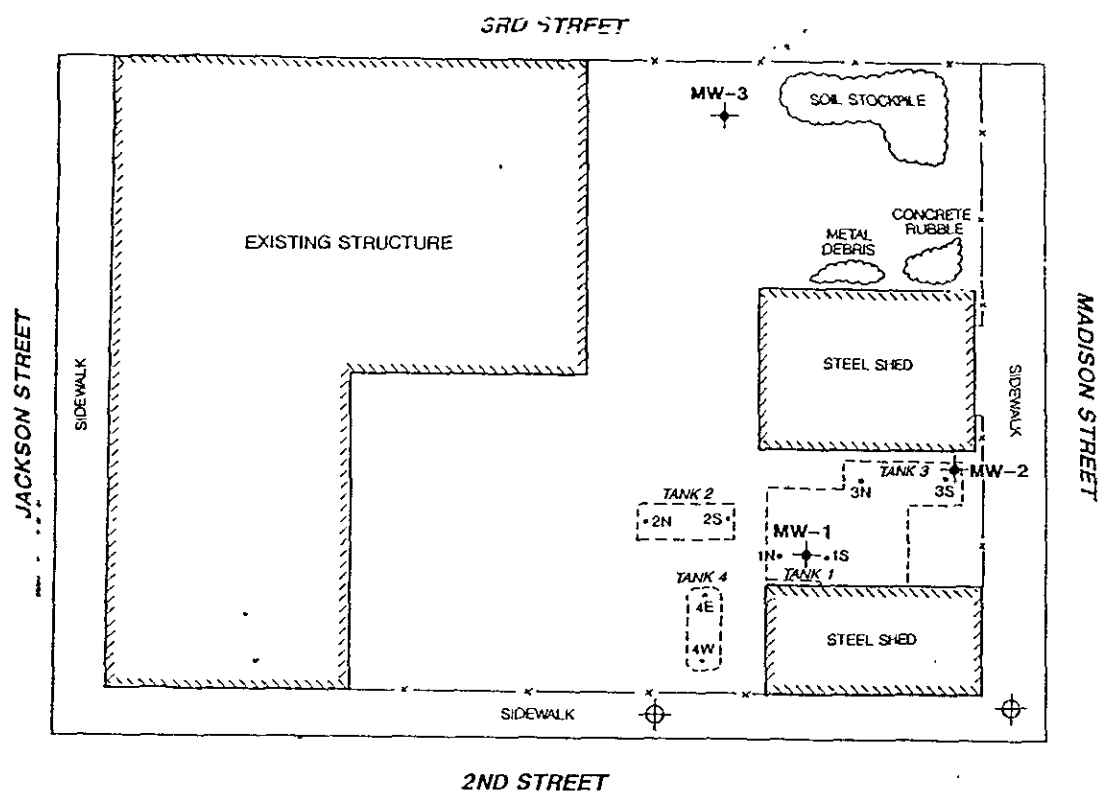 3RD STREET
MW-3
SOIL STOCKPILE
EXISTING STRUCTURE
METAL
DEBRIS
CONCRETE
RUBBLE
JACKSON STREET
SIDEWALK
STEEL SHED
SIDEWALK
MADISON STREET
TANK 3
MW-2
3N
3S
TANK 2
2N
2S
MW-1
1N
1S
TANK 1
TANK 4
4E
4W
STEEL SHED
SIDEWALK
2ND STREET